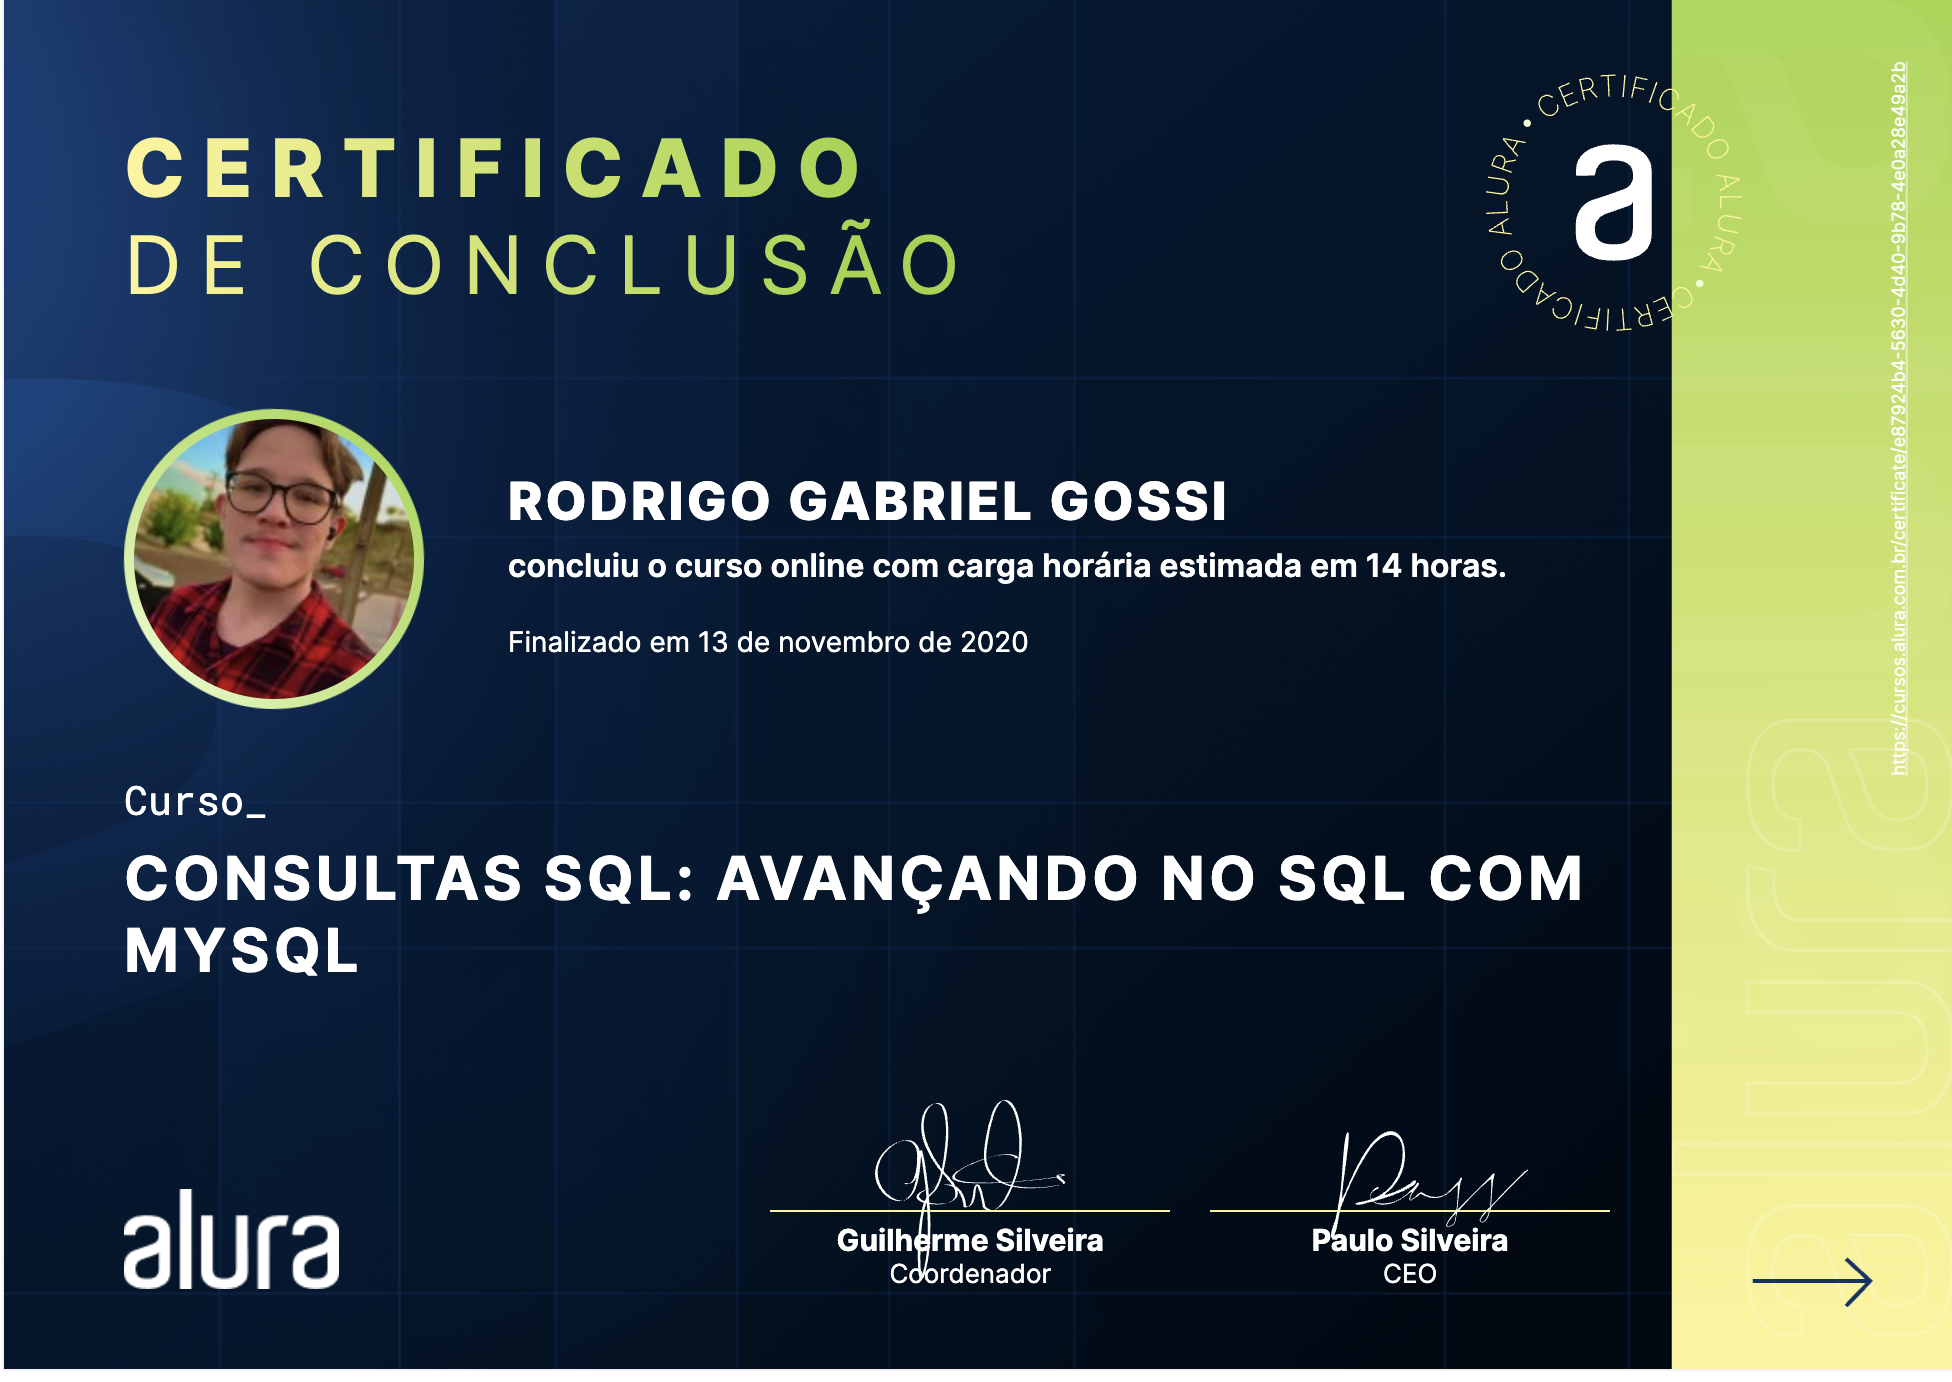 CERTIFICADO
DE CONCLUSÃO
CERTIFICADO ALURA • CERTIFICADO ALURA •
a
RODRIGO GABRIEL GOSSI
concluiu o curso online com carga horária estimada em 14 horas.
Finalizado em 13 de novembro de 2020
Curso_
CONSULTAS SQL: AVANÇANDO NO SQL COM
MYSQL
alura
Guilherme Silveira
Coordenador
Paulo Silveira
CEO
https://cursos.alura.com.br/certificate/e87924b4-5630-4d40-9b78-4e0a28e49a2b
alura